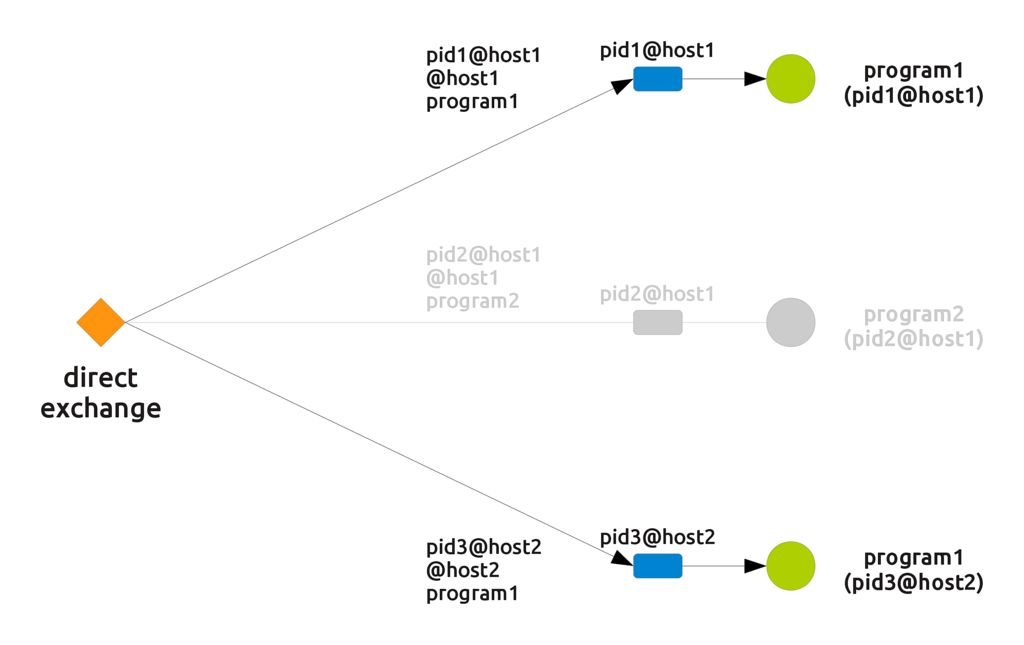 pid1@host1
@host1
program1
pid1@host1
program1
(pid1@host1)
pid2@host1
@host1
program2
pid2@host1
program2
(pid2@host1)
direct
exchange
pid3@host2
@host2
program1
pid3@host2
program1
(pid3@host2)